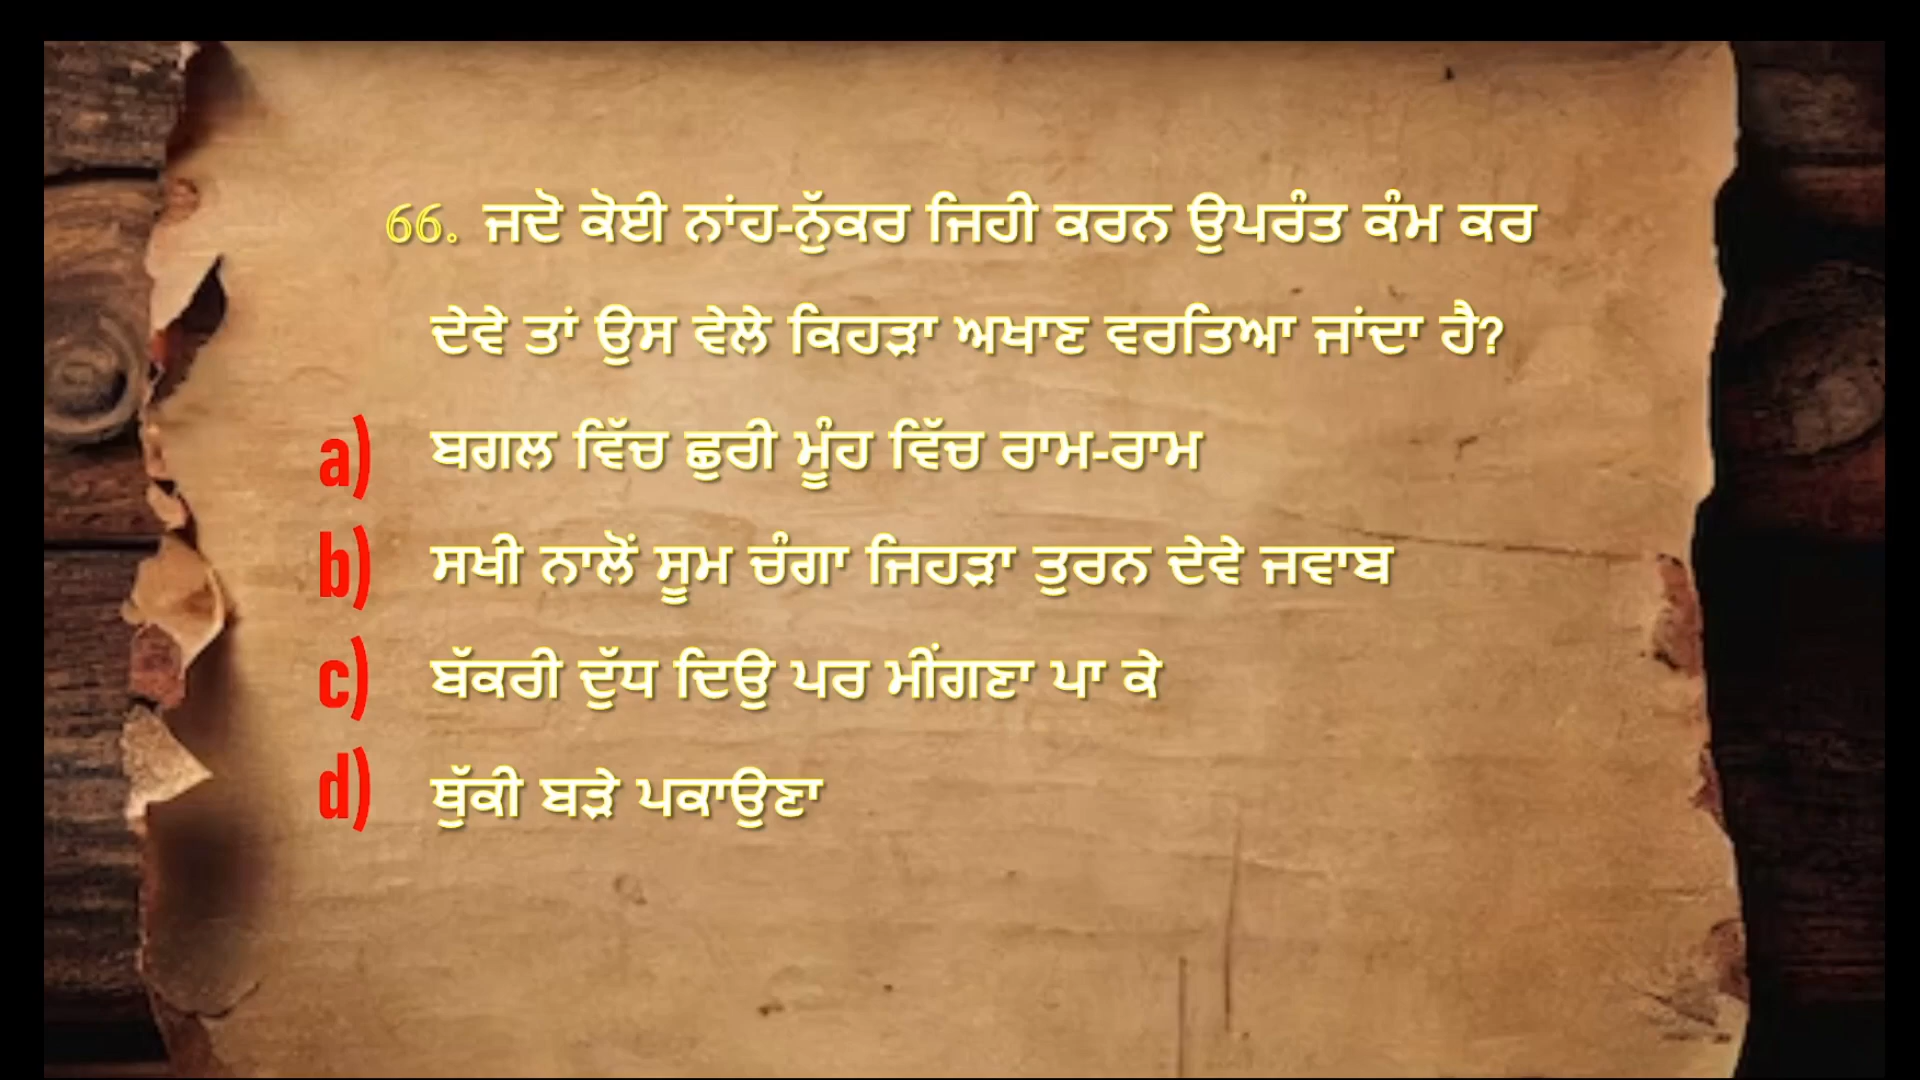 66. ਜਦੋ ਕੋਈ ਨਾਂਹ-ਨੁੱਕਰ ਜਿਹੀ ਕਰਨ ਉਪਰੰਤ ਕੰਮ ਕਰ
ਦੇਵੇ ਤਾਂ ਉਸ ਵੇਲੇ ਕਿਹੜਾ ਅਖਾਣ ਵਰਤਿਆ ਜਾਂਦਾ ਹੈ?
a) ਬਗਲ ਵਿੱਚ ਛੁਰੀ ਮੂੰਹ ਵਿੱਚ ਰਾਮ-ਰਾਮ
b) ਸਖੀ ਨਾਲੋਂ ਸੂਮ ਚੰਗਾ ਜਿਹੜਾ ਤੁਰਨ ਦੇਵੇ ਜਵਾਬ
c) ਬੱਕਰੀ ਦੁੱਧ ਦਿਉ ਪਰ ਮੀਂਗਣਾ ਪਾ ਕੇ
d) ਥੁੱਕੀ ਬੜੇ ਪਕਾਉਣਾ